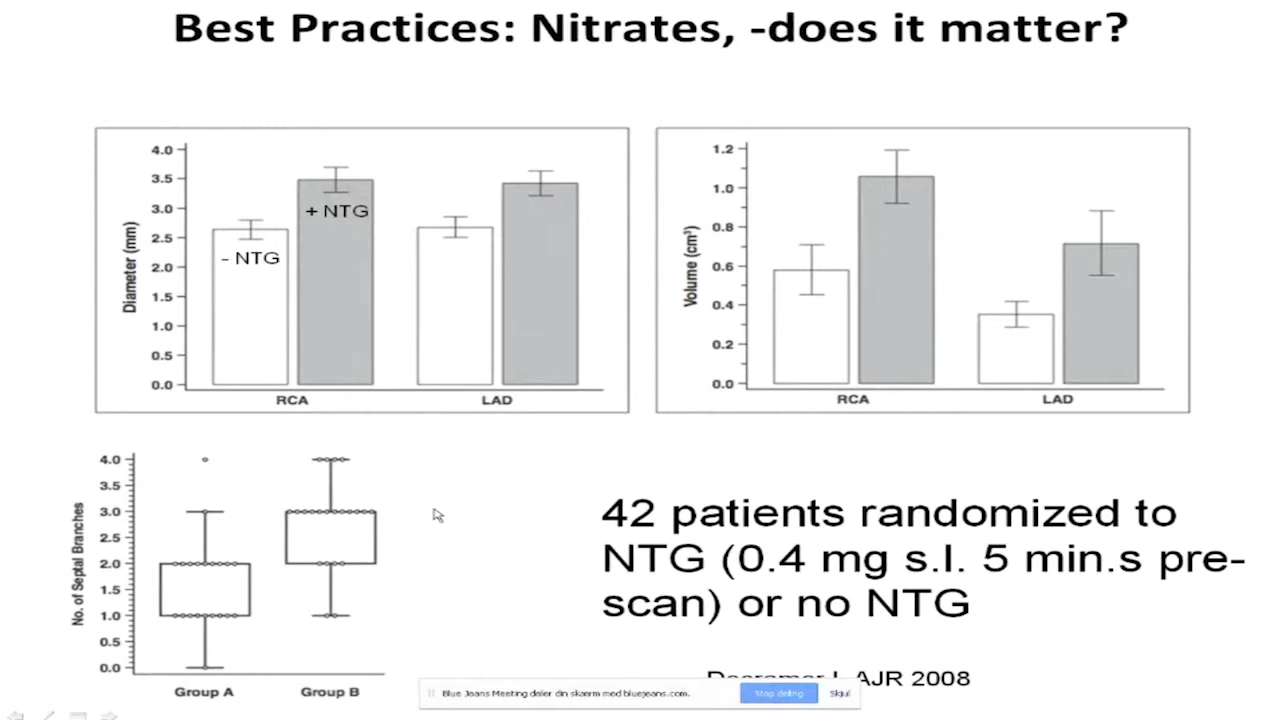 Best Practices: Nitrates, -does it matter?
4.0
3.5
3.0
2.5
2.0
1.5
1.0
0.5
0.0
Diameter (mm)
- NTG
+ NTG
RCA
LAD
1.2
1.0
0.8
0.6
0.4
0.2
0.0
Volume (cm³)
RCA
LAD
4.0
3.5
3.0
2.5
2.0
1.5
1.0
0.5
0.0
No. of Septal Branches
Group A
Group B
42 patients randomized to
NTG (0.4 mg s.l. 5 min.s pre-
scan) or no NTG
AJR 2008
Blue Jeans Meeting deler din skærm med bluejeans.com.
Stop deling
Skjul